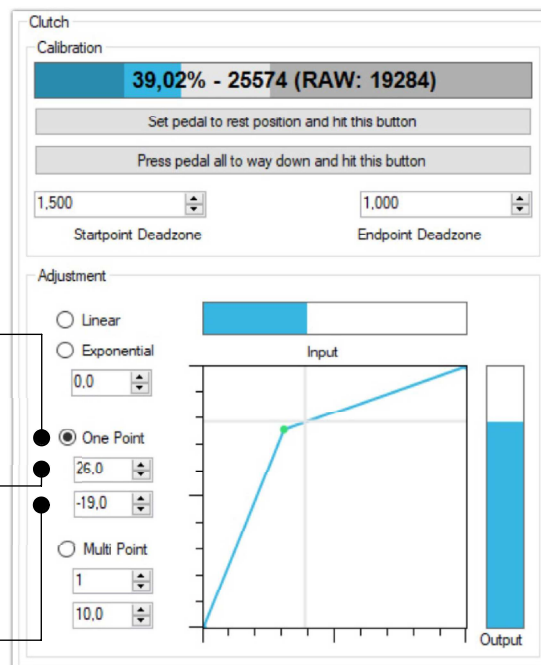 Clutch
Calibration
39,02% - 25574 (RAW: 19284)
Set pedal to rest position and hit this button
Press pedal all to way down and hit this button
1,500
1,000
Startpoint Deadzone
Endpoint Deadzone
Adjustment
Linear
Exponential
0,0
One Point
26,0
-19,0
Multi Point
1
10,0
Input
Output